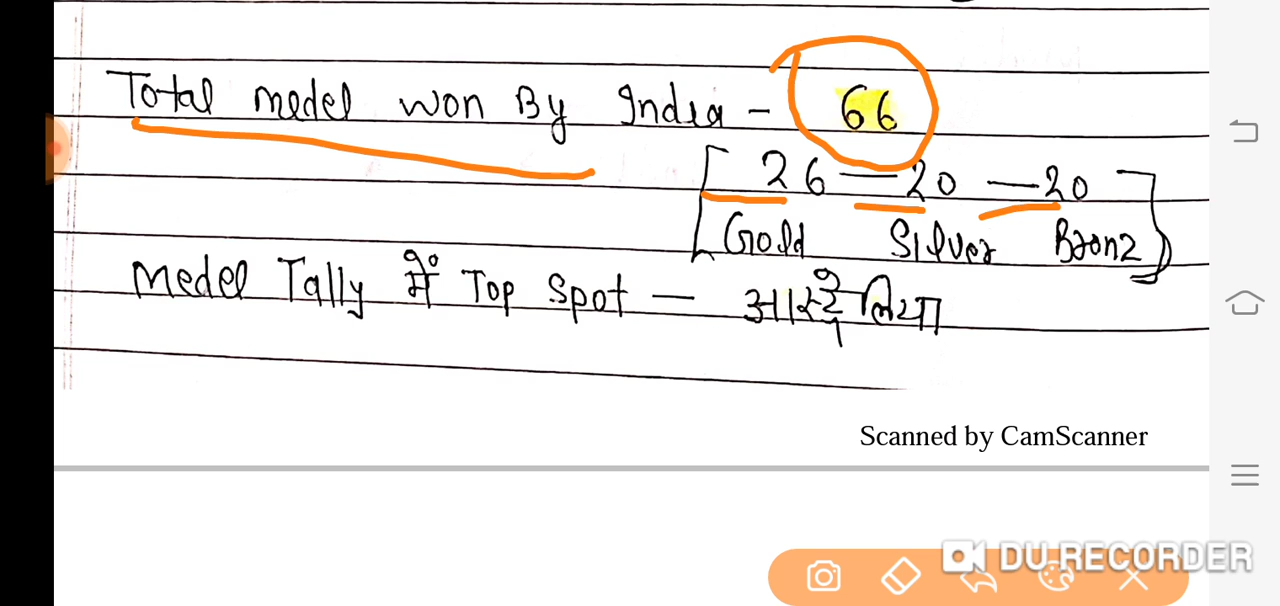 Total medel won By India - 66
[26 — 20 — 20]
Gold Silver Bronz
Medel Tally में Top Spot - आस्ट्रेलिया
Scanned by CamScanner
DU RECORDER